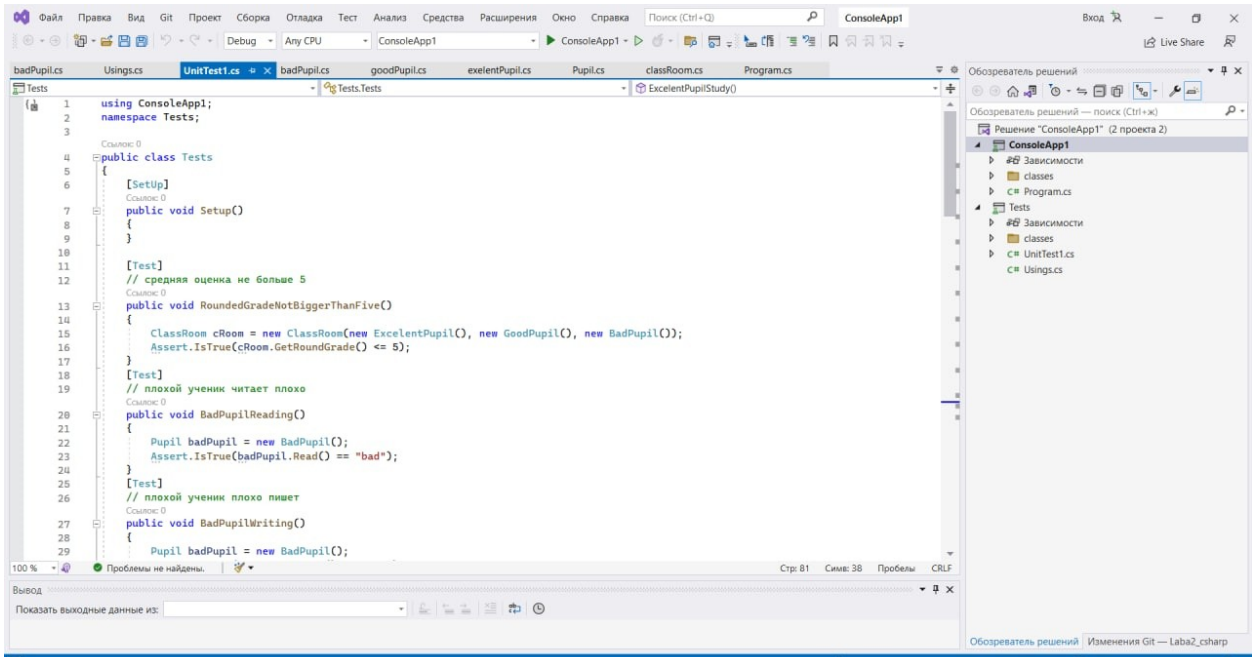 Файл Правка Вид Git Проект Сборка Отладка Тест Анализ Средства Расширения Окно Справка Поиск (Ctrl+Q) ConsoleApp1 Вход
Debug Any CPU ConsoleApp1 ConsoleApp1 Live Share
badPupil.cs Usings.cs UnitTest1.cs badPupil.cs goodPupil.cs exelentPupil.cs Pupil.cs classRoom.cs Program.cs
Tests Tests.Tests ExcelentPupilStudy()
1 using ConsoleApp1;
2 namespace Tests;
3
Ссылок: 0
4 public class Tests
5 {
6 [SetUp]
Ссылок: 0
7 public void Setup()
8 {
9 }
10
11 [Test]
12 // средняя оценка не больше 5
Ссылок: 0
13 public void RoundedGradeNotBiggerThanFive()
14 {
15 ClassRoom cRoom = new ClassRoom(new ExcelentPupil(), new GoodPupil(), new BadPupil());
16 Assert.IsTrue(cRoom.GetRoundGrade() <= 5);
17 }
18 [Test]
19 // плохой ученик читает плохо
Ссылок: 0
20 public void BadPupilReading()
21 {
22 Pupil badPupil = new BadPupil();
23 Assert.IsTrue(badPupil.Read() == "bad");
24 }
25 [Test]
26 // плохой ученик плохо пишет
Ссылок: 0
27 public void BadPupilWriting()
28 {
29 Pupil badPupil = new BadPupil();
100 % Проблемы не найдены. Стр: 81 Симв: 38 Пробелы CRLF
Вывод
Показать выходные данные из:
Обозреватель решений
Обозреватель решений — поиск (Ctrl+ж)
Решение "ConsoleApp1" (2 проекта 2)
ConsoleApp1
Зависимости
classes
C# Program.cs
Tests
Зависимости
classes
C# UnitTest1.cs
C# Usings.cs
Обозреватель решений Изменения Git — Laba2_csharp